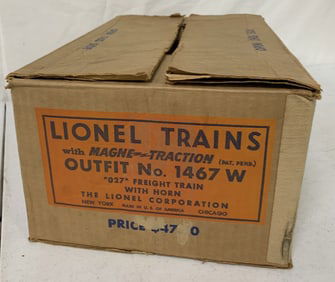 LIONEL TRAINS
with MAGNE-TRACTION (PAT. PEND.)
OUTFIT No. 1467 W
"027" FREIGHT TRAIN
WITH HORN
THE LIONEL CORPORATION
NEW YORK MADE IN U.S. OF AMERICA CHICAGO
PRICE